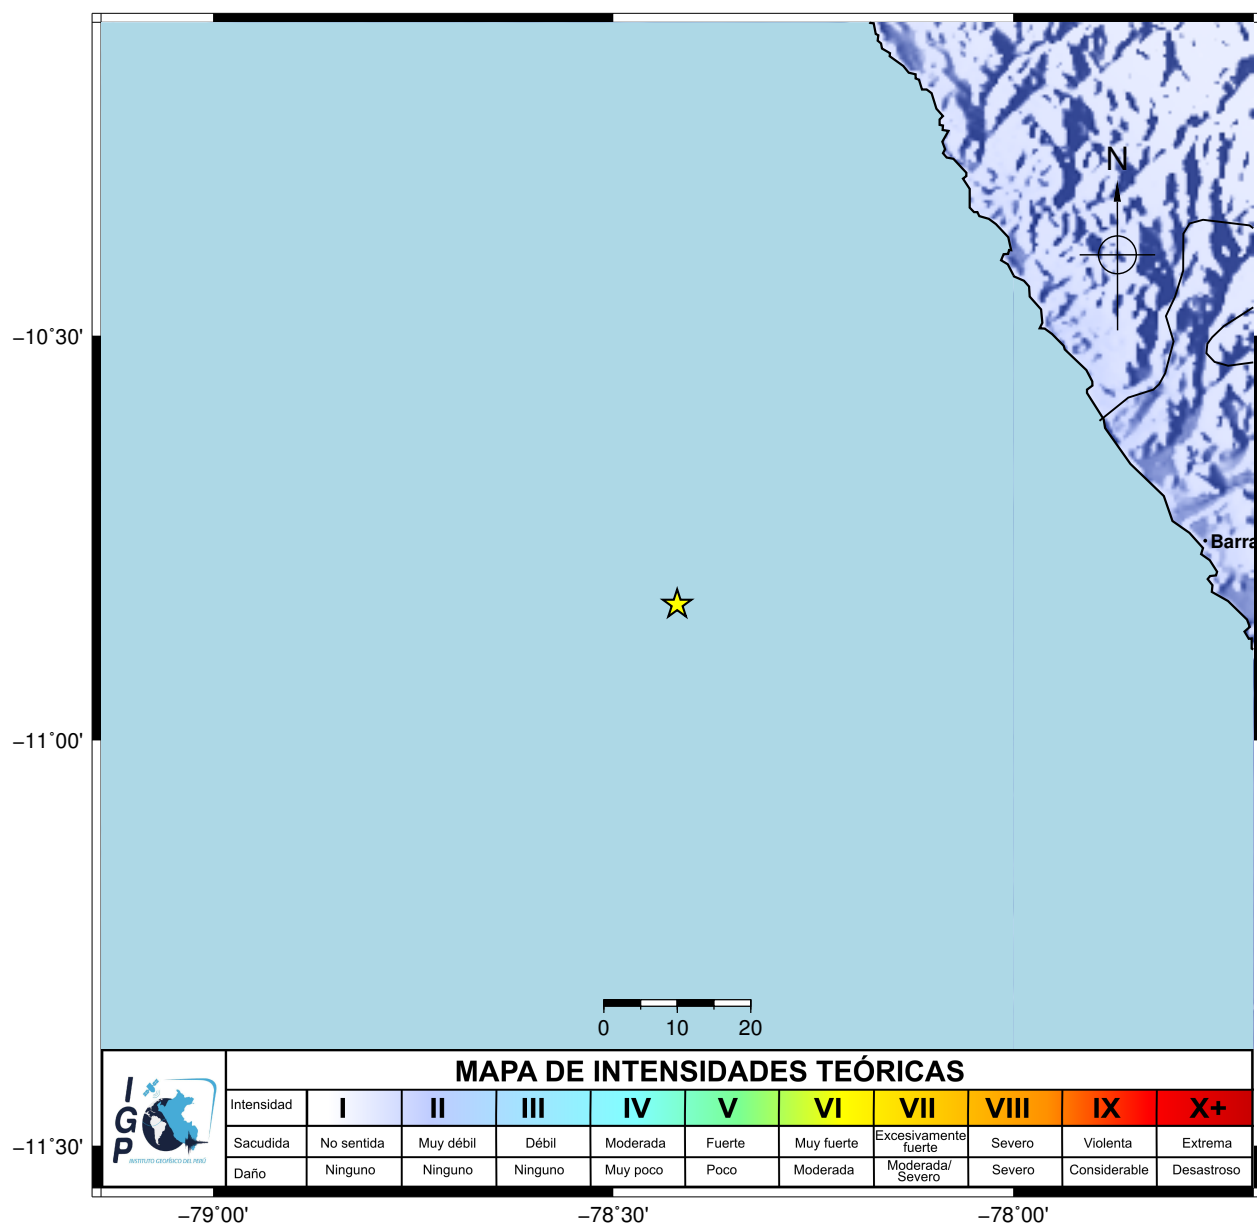 N
−10˚30'
Barra
−11˚00'
0 10 20
MAPA DE INTENSIDADES TEÓRICAS
IGP
INSTITUTO GEOFÍSICO DEL PERÚ
Intensidad I II III IV V VI VII VIII IX X+
Sacudida No sentida Muy débil Débil Moderada Fuerte Muy fuerte Excesivamente fuerte Severo Violenta Extrema
Daño Ninguno Ninguno Ninguno Muy poco Poco Moderada Moderada/ Severo Severo Considerable Desastroso
−11˚30'
−79˚00' −78˚30' −78˚00'